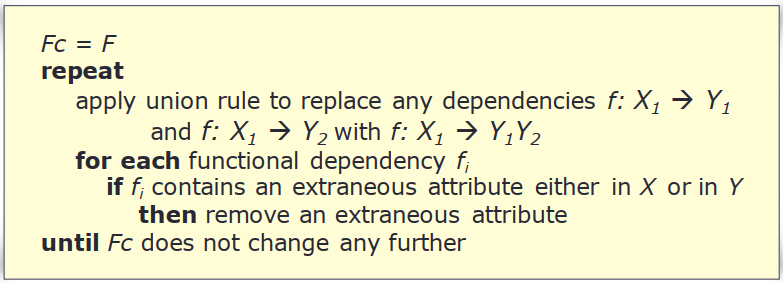 Fc = F
repeat
apply union rule to replace any dependencies f: X₁ → Y₁
and f: X₁ → Y₂ with f: X₁ → Y₁Y₂
for each functional dependency fᵢ
if fᵢ contains an extraneous attribute either in X or in Y
then remove an extraneous attribute
until Fc does not change any further